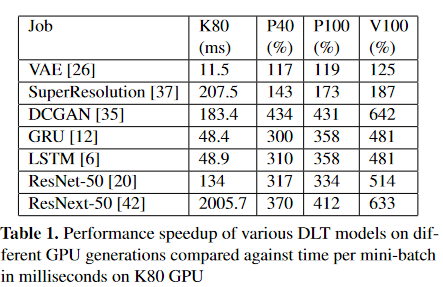 Job K80 P40 P100 V100
(ms) (%) (%) (%)
VAE [26] 11.5 117 119 125
SuperResolution [37] 207.5 143 173 187
DCGAN [35] 183.4 434 431 642
GRU [12] 48.4 300 358 481
LSTM [6] 48.9 310 358 481
ResNet-50 [20] 134 317 334 514
ResNext-50 [42] 2005.7 370 412 633
Table 1. Performance speedup of various DLT models on dif-
ferent GPU generations compared against time per mini-batch
in milliseconds on K80 GPU